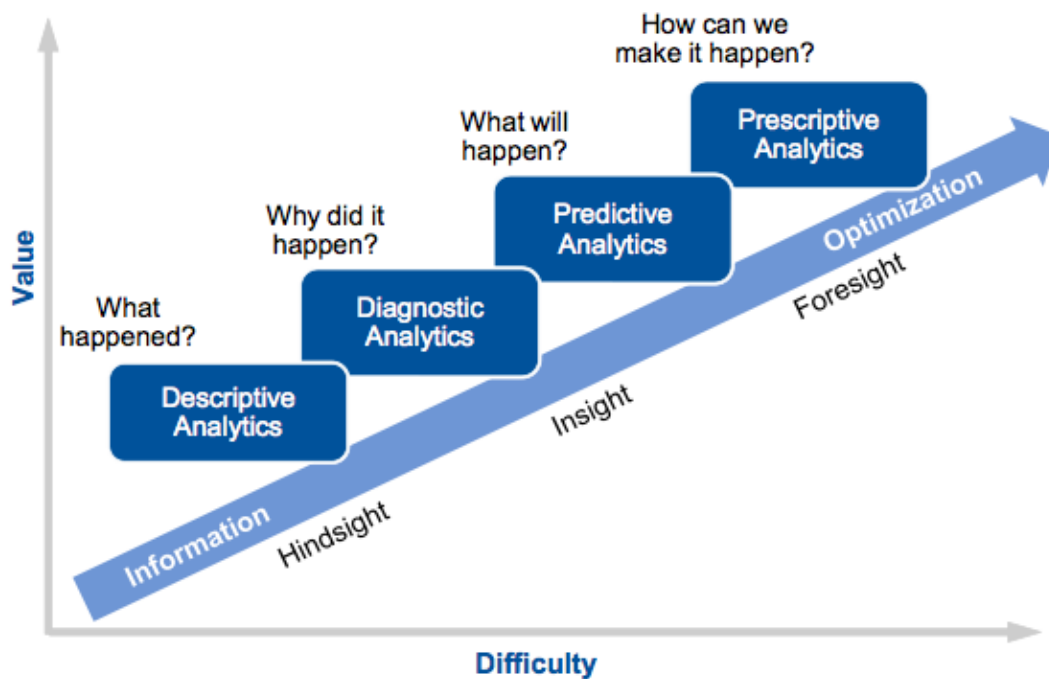 How can we
make it happen?
Prescriptive
Analytics
What will
happen?
Predictive
Analytics
Why did it
happen?
Diagnostic
Analytics
What
happened?
Descriptive
Analytics
Value
Information
Optimization
Hindsight
Insight
Foresight
Difficulty